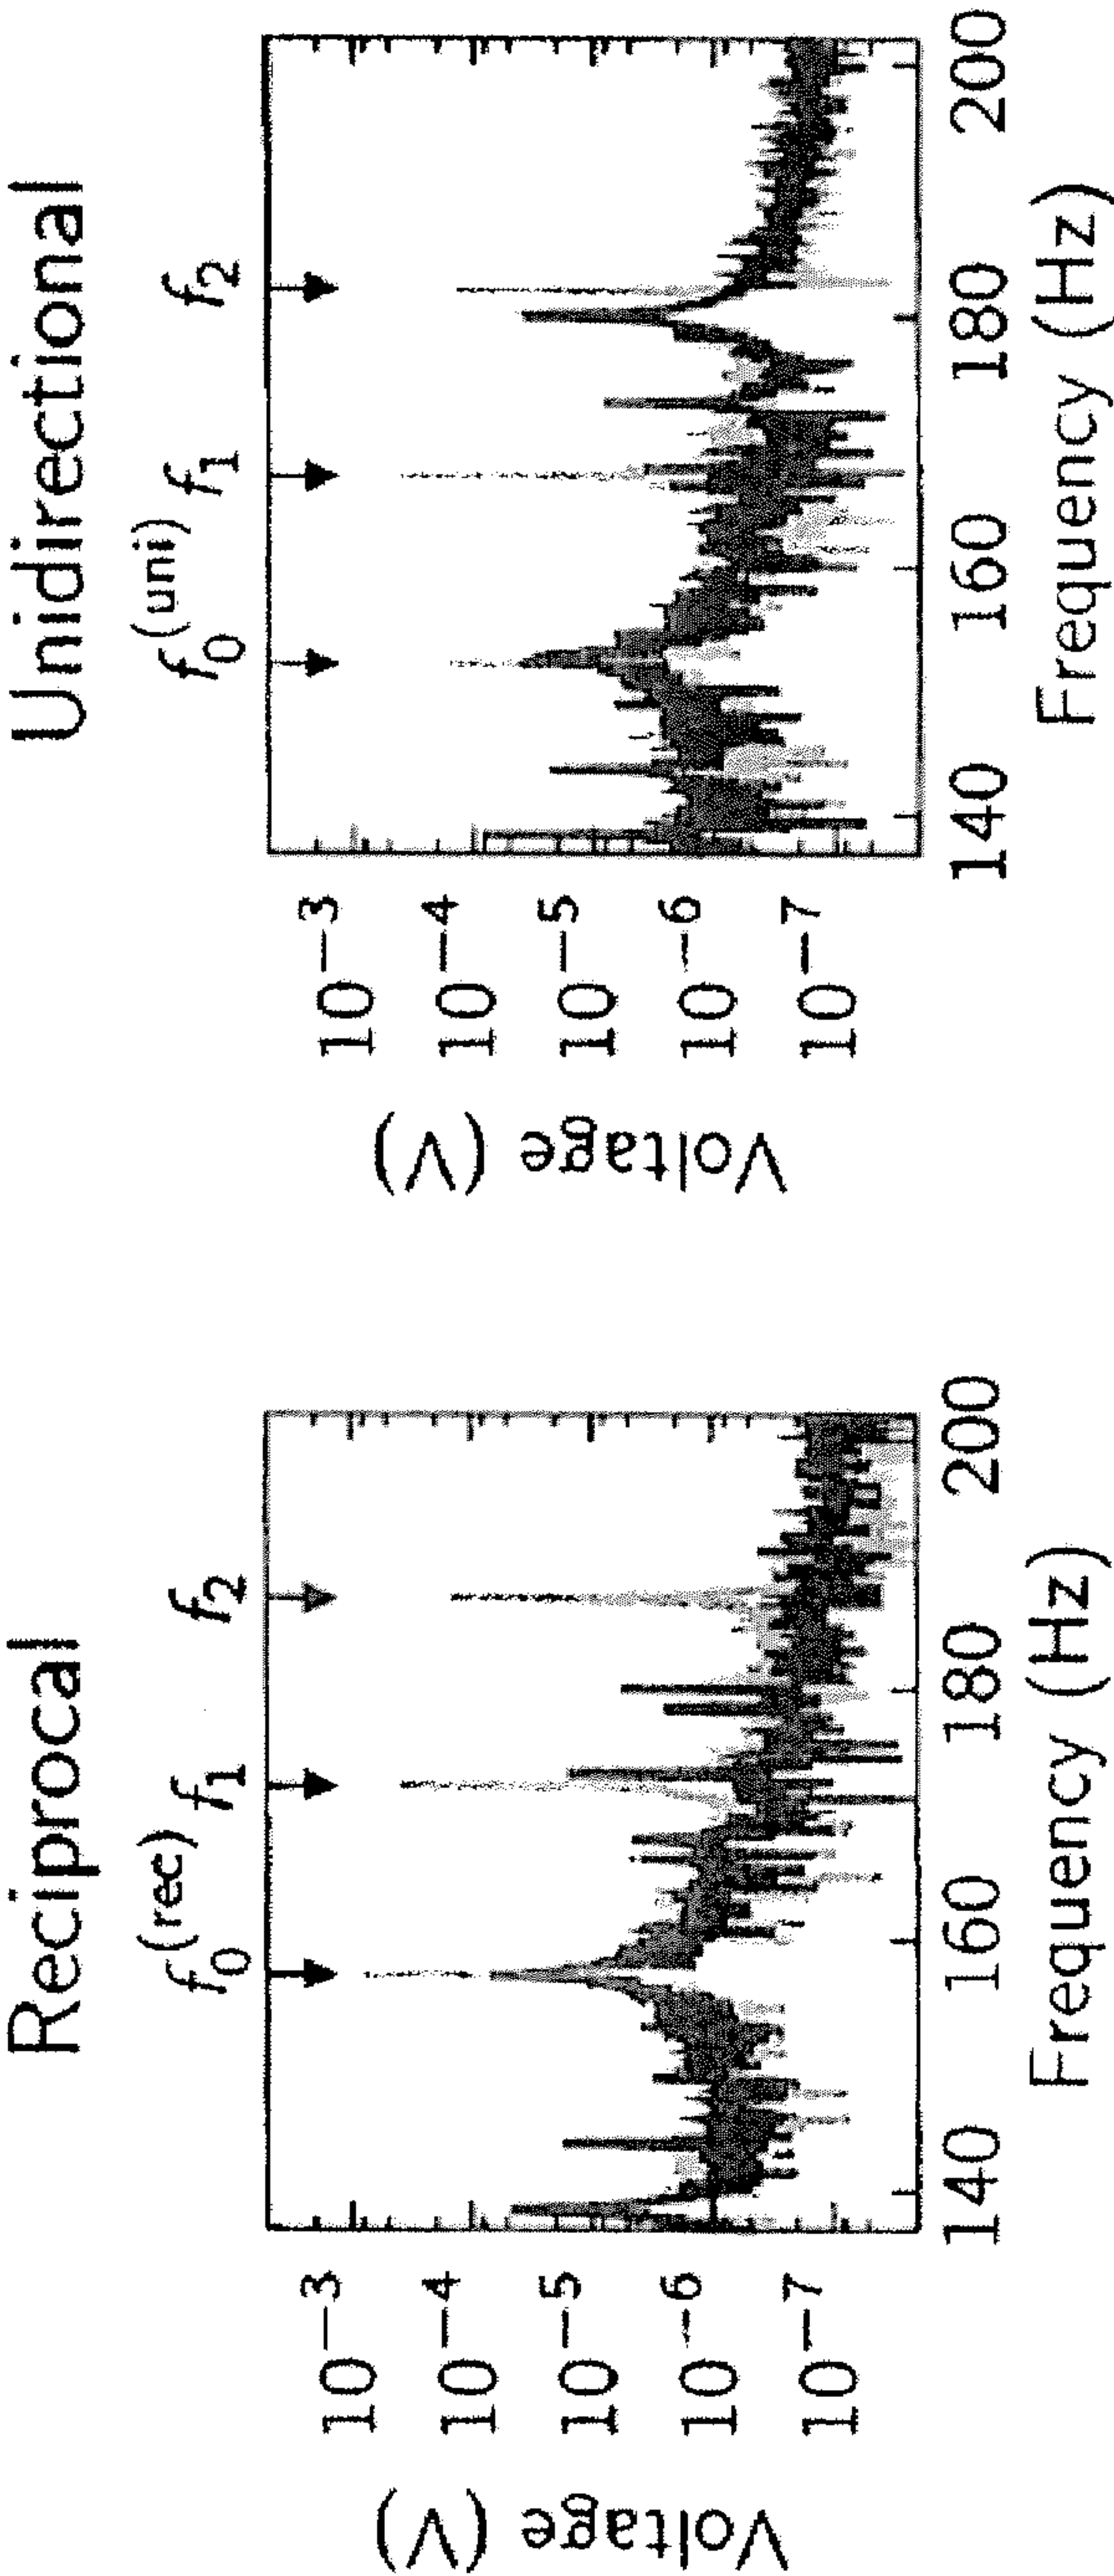 Reciprocal
f₀⁽ʳᵉᶜ⁾ f₁ f₂
10⁻³
10⁻⁴
10⁻⁵
10⁻⁶
10⁻⁷
Voltage (V)
140 160 180 200
Frequency (Hz)
Unidirectional
f₀⁽ᵘⁿⁱ⁾ f₁ f₂
10⁻³
10⁻⁴
10⁻⁵
10⁻⁶
10⁻⁷
Voltage (V)
140 160 180 200
Frequency (Hz)